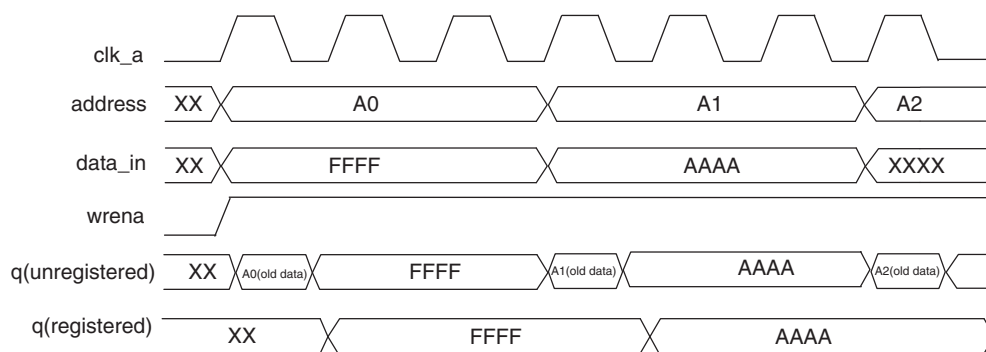 clk_a
address XX A0 A1 A2
data_in XX FFFF AAAA XXXX
wrena
q(unregistered) XX A0(old data) FFFF A1(old data) AAAA A2(old data)
q(registered) XX FFFF AAAA